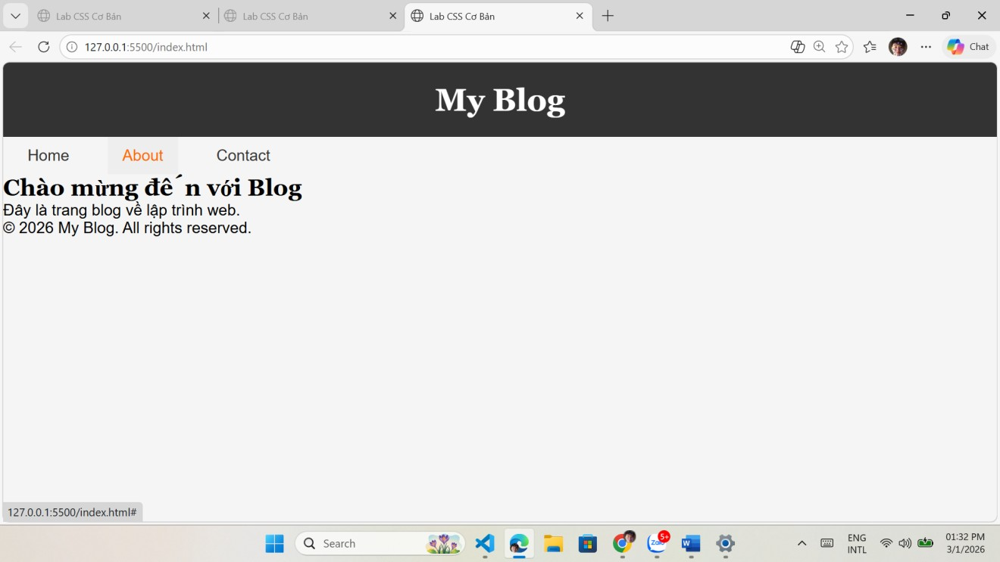 Lab CSS Cơ Bản
Lab CSS Cơ Bản
Lab CSS Cơ Bản
127.0.0.1:5500/index.html
Chat
My Blog
Home About Contact
Chào mừng đến với Blog
Đây là trang blog về lập trình web.
© 2026 My Blog. All rights reserved.
127.0.0.1:5500/index.html#
Search
Zalo
5+
W
ENG
INTL
01:32 PM
3/1/2026